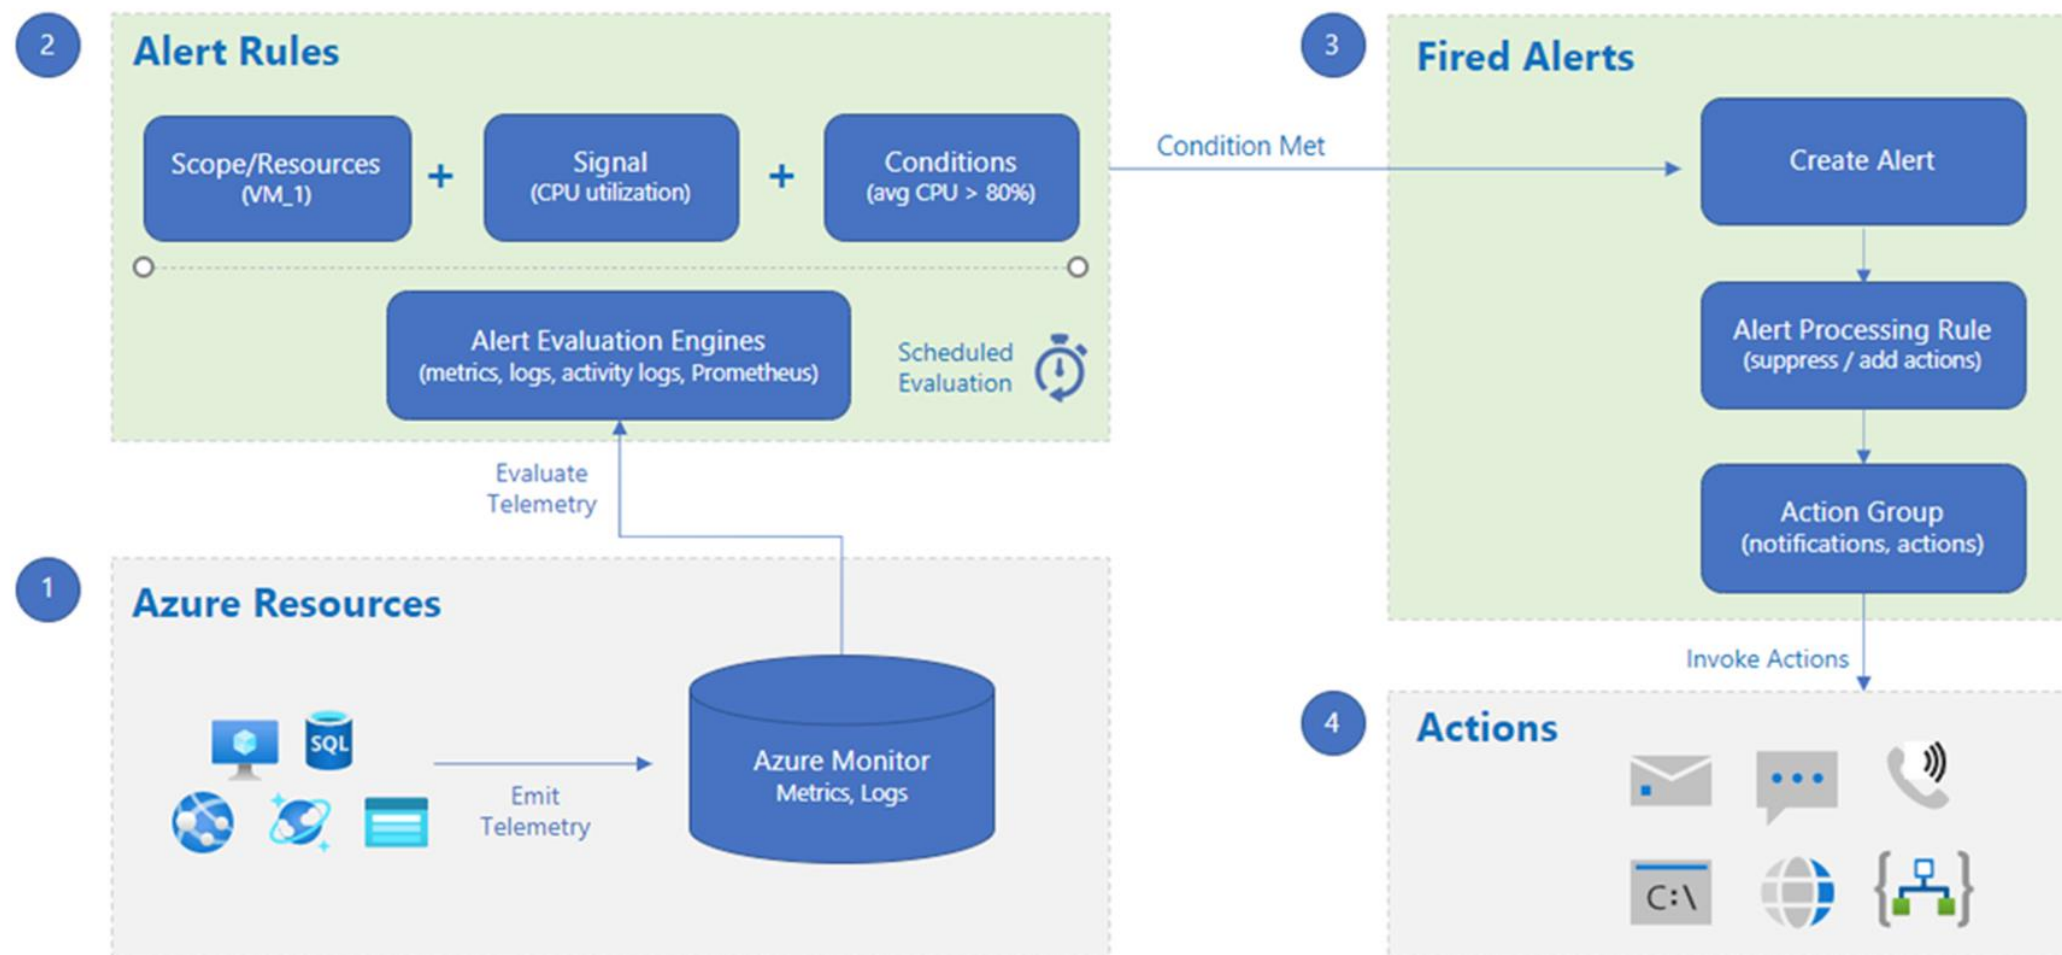 2
Alert Rules
Scope/Resources
(VM_1)
+
Signal
(CPU utilization)
+
Conditions
(avg CPU > 80%)
Alert Evaluation Engines
(metrics, logs, activity logs, Prometheus)
Scheduled
Evaluation
Evaluate
Telemetry
1
Azure Resources
SQL
Emit
Telemetry
Azure Monitor
Metrics, Logs
Condition Met
3
Fired Alerts
Create Alert
Alert Processing Rule
(suppress / add actions)
Action Group
(notifications, actions)
Invoke Actions
4
Actions
C:\